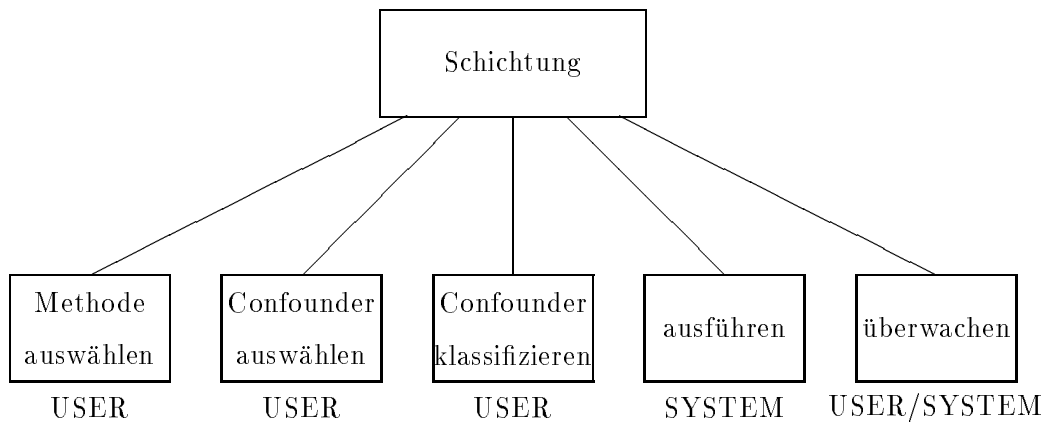 Schichtung
Methode
auswählen
Confounder
auswählen
Confounder
klassifizieren
ausführen
überwachen
USER
USER
USER
SYSTEM
USER/SYSTEM